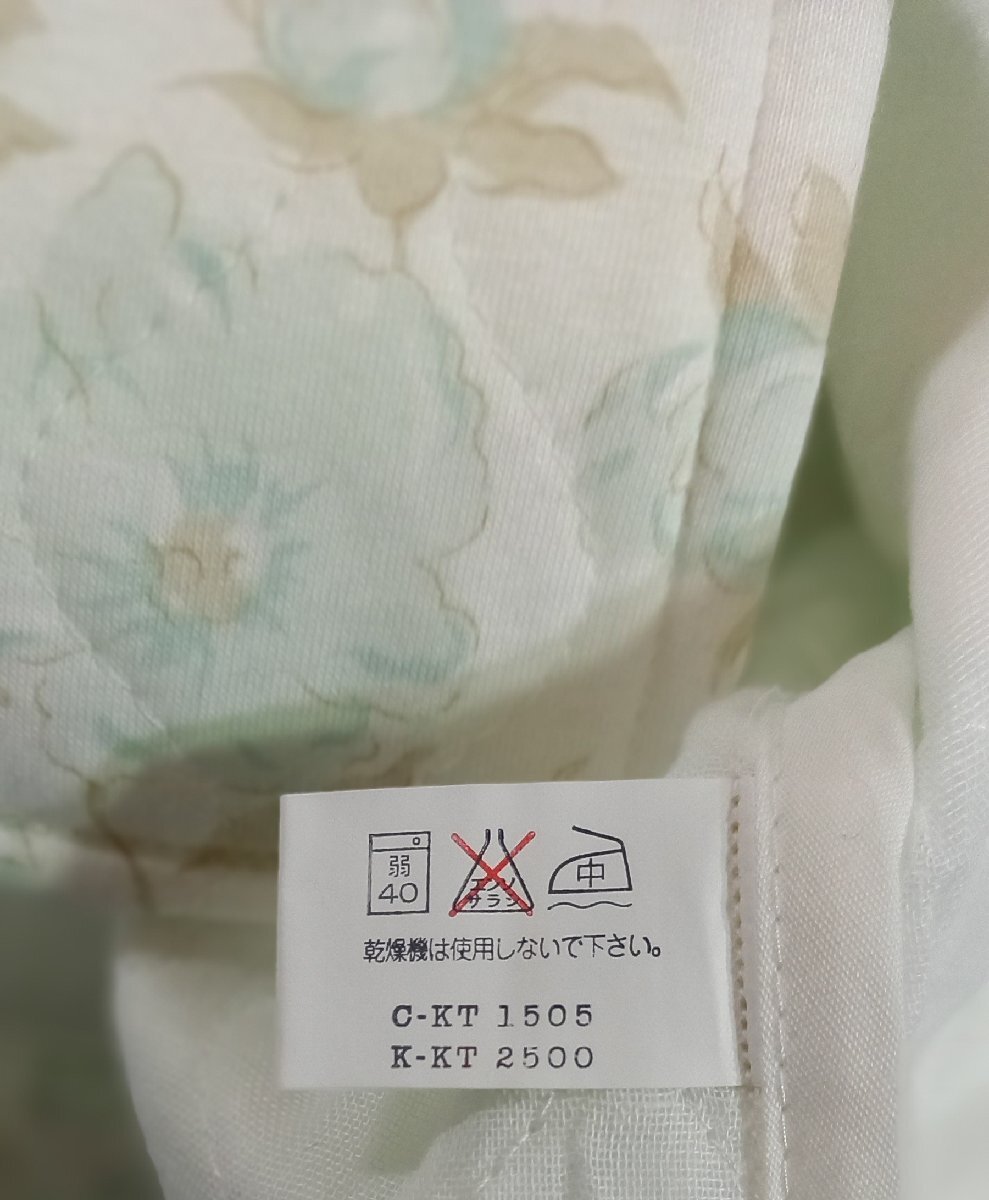 弱
40
エンソ
サラシ
中
乾燥機は使用しないで下さい。
C-KT 1505
K-KT 2500